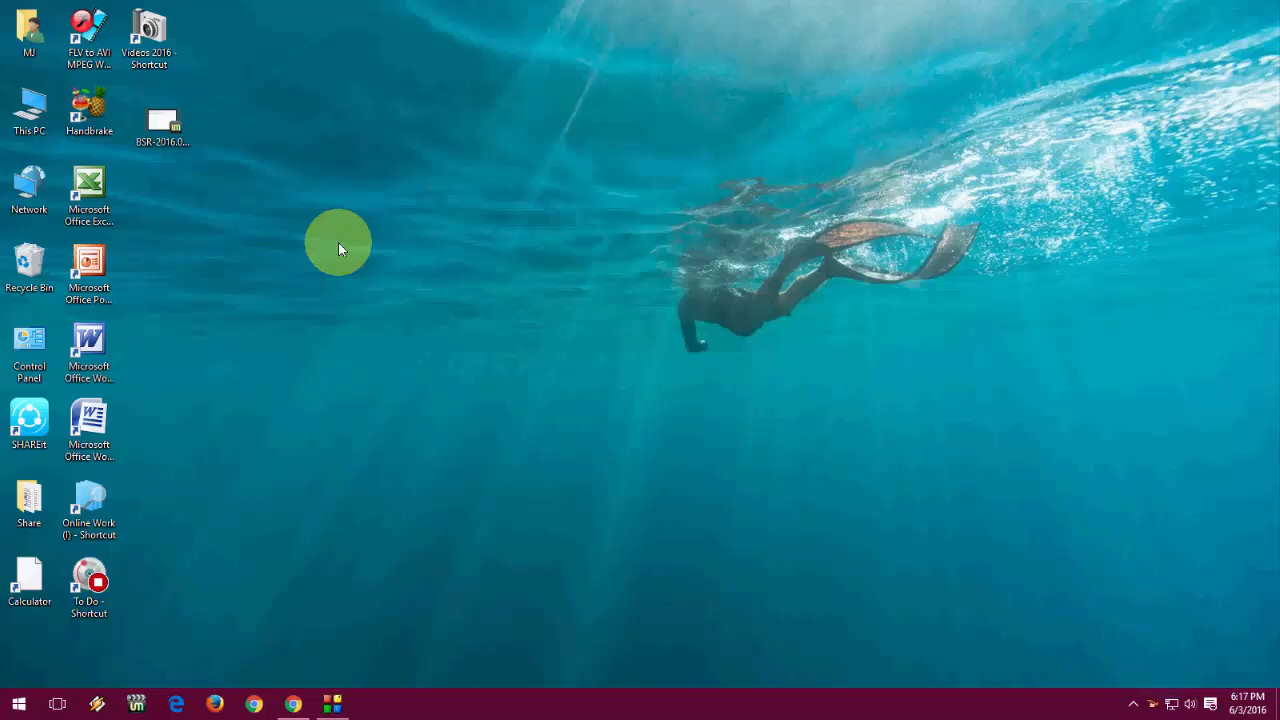 MJ
FLV to AVI
MPEG W...
Videos 2016 -
Shortcut
This PC
Handbrake
BSR-2016.0...
Network
Microsoft
Office Exc...
Recycle Bin
Microsoft
Office Po...
Control
Panel
Microsoft
Office Wo...
SHAREit
Microsoft
Office Wo...
Share
Online Work
(I) - Shortcut
Calculator
To Do -
Shortcut
6:17 PM
6/3/2016